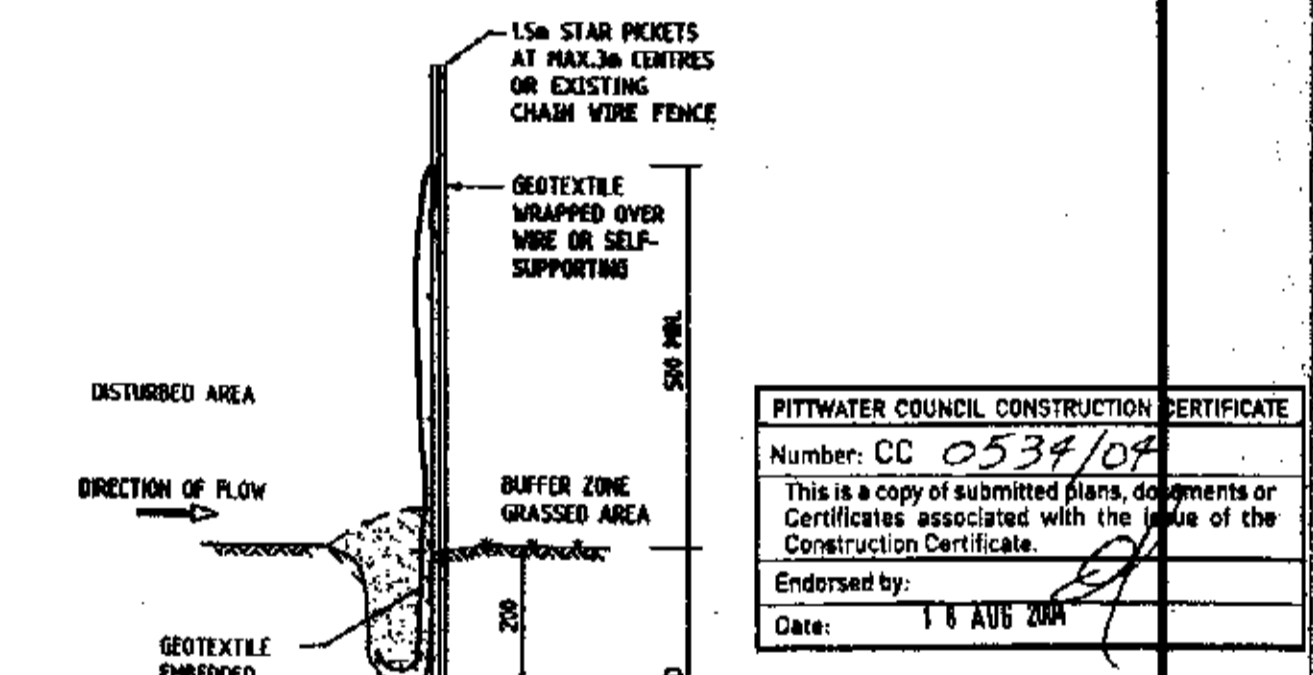 1.5m STAR PICKETS
AT MAX.3m CENTRES
OR EXISTING
CHAIN WIRE FENCE
GEOTEXTILE
WRAPPED OVER
WIRE OR SELF-
SUPPORTING
500 MIN.
DISTURBED AREA
DIRECTION OF FLOW
BUFFER ZONE
GRASSED AREA
200
GEOTEXTILE
EMBEDDED
PITTWATER COUNCIL CONSTRUCTION CERTIFICATE
Number: CC 0534/04
This is a copy of submitted plans, documents or
Certificates associated with the issue of the
Construction Certificate.
Endorsed by:
Date: 16 AUG 2004